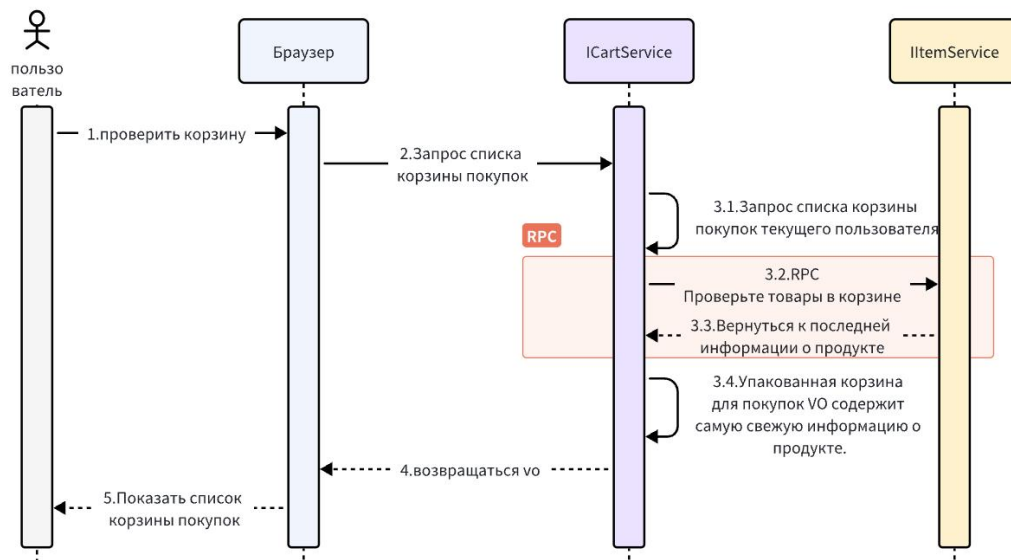 пользо
ватель
Браузер
ICartService
IItemService
1.проверить корзину
2.Запрос списка
корзины покупок
3.1.Запрос списка корзины
покупок текущего пользователя
RPC
3.2.RPC
Проверьте товары в корзине
3.3.Вернуться к последней
информации о продукте
3.4.Упакованная корзина
для покупок VO содержит
самую свежую информацию о
продукте.
4.возвращаться vo
5.Показать список
корзины покупок